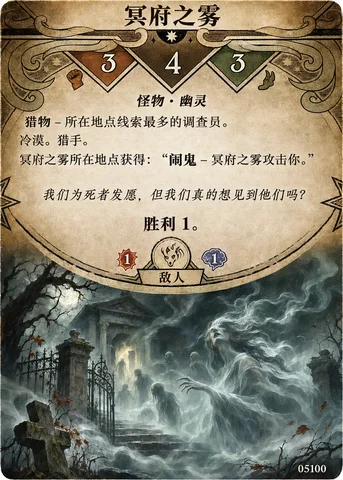 冥府之雾
3 4 3
怪物·幽灵
猎物 – 所在地点线索最多的调查员。
冷漠。猎手。
冥府之雾所在地点获得：“闹鬼 – 冥府之雾攻击你。”
我们为死者发愿，但我们真的想见到他们吗？
胜利 1。
1 1
敌人
05100